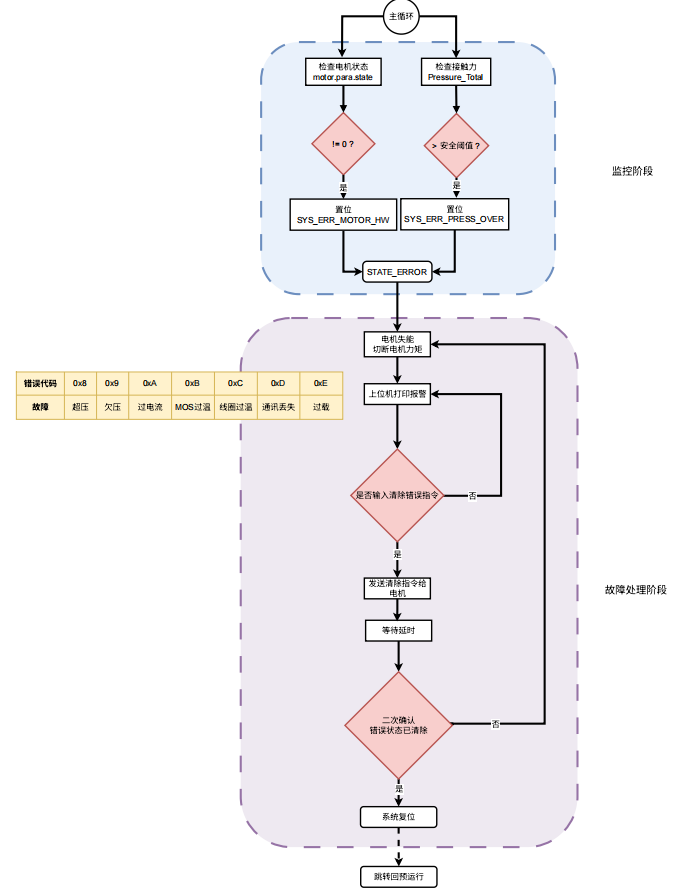 主循环
检查电机状态
motor.para.state
检查接触力
Pressure_Total
!= 0 ?
> 安全阈值 ?
监控阶段
是
是
置位
SYS_ERR_MOTOR_HW
置位
SYS_ERR_PRESS_OVER
STATE_ERROR
电机失能
切断电机力矩
错误代码 0x8 0x9 0xA 0xB 0xC 0xD 0xE
故障 超压 欠压 过电流 MOS过温 线圈过温 通讯丢失 过载
上位机打印报警
是否输入清除错误指令
否
是
发送清除指令给
电机
故障处理阶段
等待延时
二次确认
错误状态已清除
否
是
系统复位
跳转回预运行